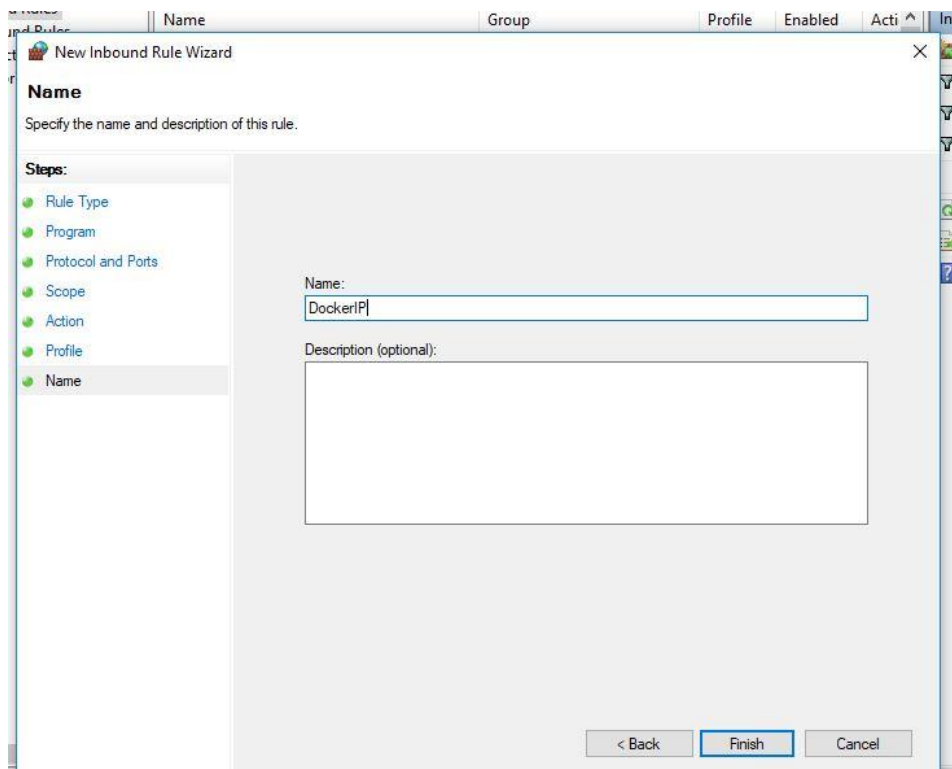 Name Group Profile Enabled Acti
New Inbound Rule Wizard
Name
Specify the name and description of this rule.
Steps:
Rule Type
Program
Protocol and Ports
Scope
Action
Profile
Name
Name:
DockerIP
Description (optional):
< Back Finish Cancel